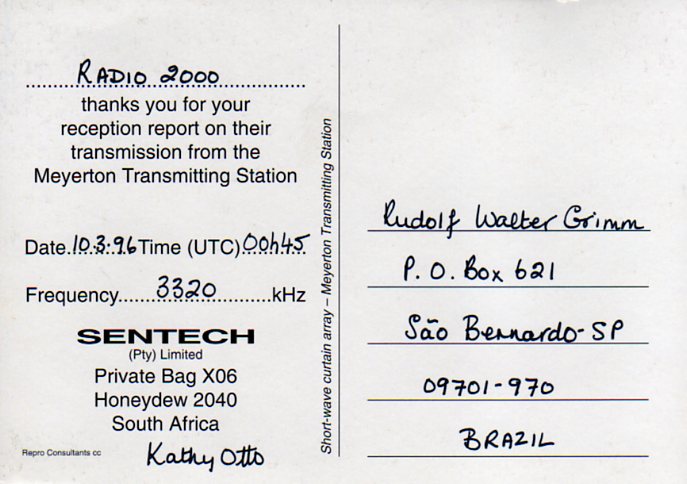 RADIO 2000
thanks you for your
reception report on their
transmission from the
Meyerton Transmitting Station
Date 10.3.96 Time (UTC) 00h45
Frequency 3320 kHz
SENTECH
(Pty) Limited
Private Bag X06
Honeydew 2040
South Africa
Kathy Otto
Repro Consultants cc
Short-wave curtain array – Meyerton Transmitting Station
Rudolf Walter Grimm
P.O. Box 621
São Bernardo-SP
09701-970
BRAZIL